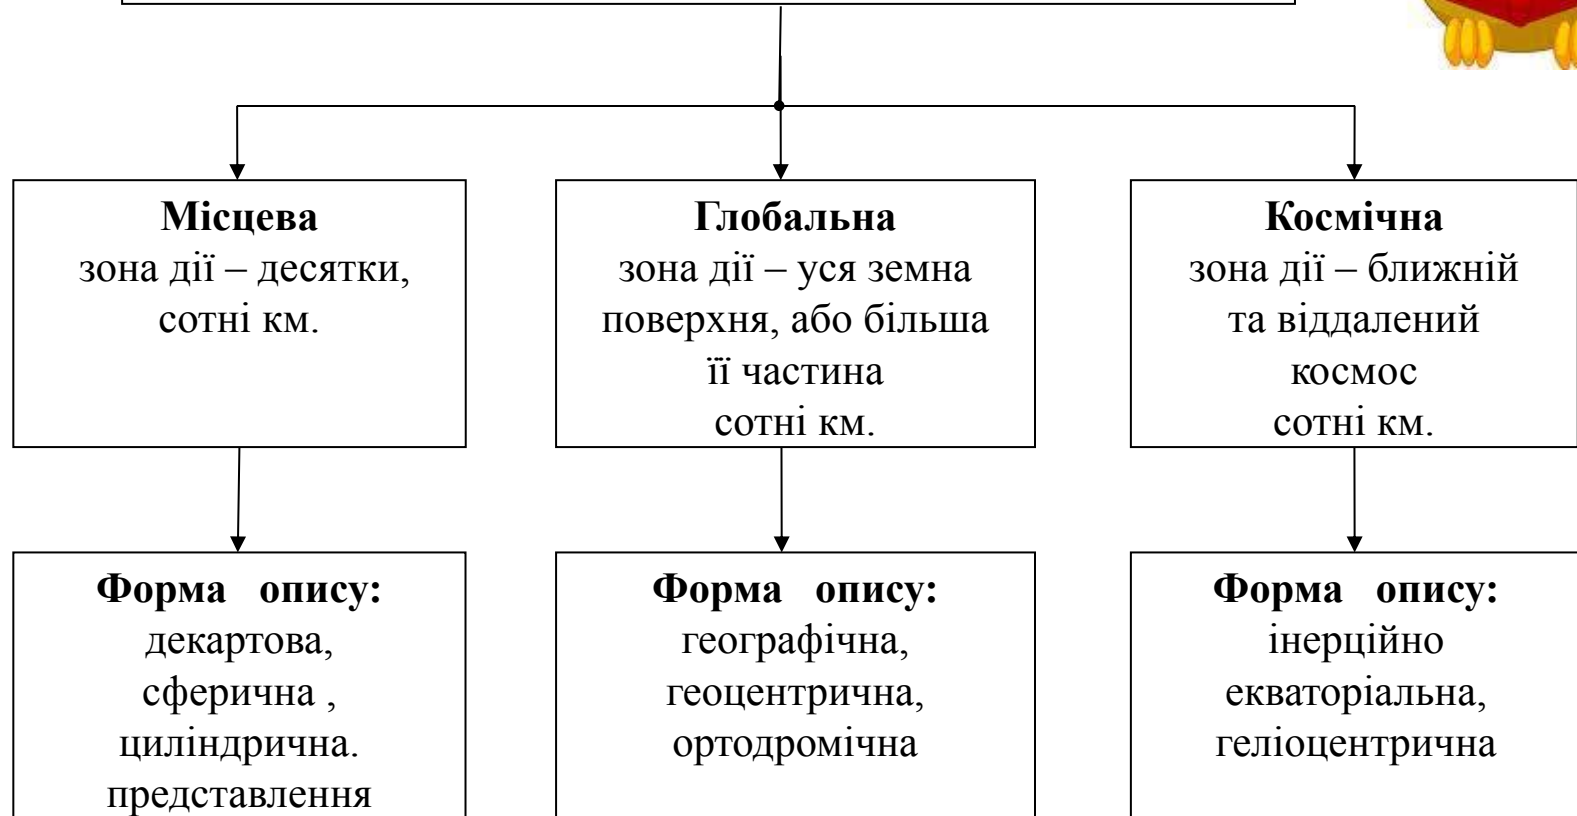 Місцева
зона дії – десятки,
сотні км.
Глобальна
зона дії – уся земна
поверхня, або більша
її частина
сотні км.
Космічна
зона дії – ближній
та віддалений
космос
сотні км.
Форма опису:
декартова,
сферична ,
циліндрична.
представлення
Форма опису:
географічна,
геоцентрична,
ортодромічна
Форма опису:
інерційно
екваторіальна,
геліоцентрична